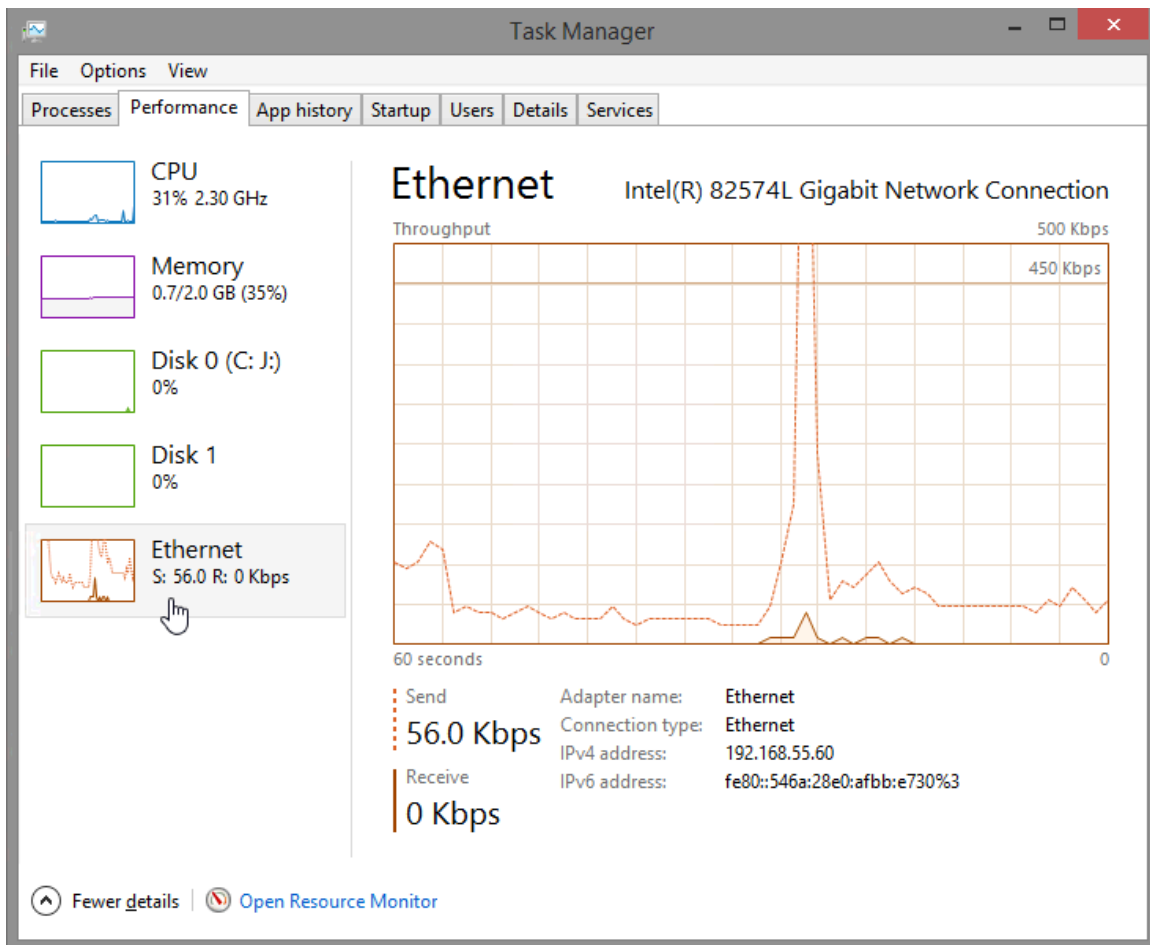 Task Manager
File Options View
Processes Performance App history Startup Users Details Services
CPU
31% 2.30 GHz
Memory
0.7/2.0 GB (35%)
Disk 0 (C: J:)
0%
Disk 1
0%
Ethernet
S: 56.0 R: 0 Kbps
Ethernet Intel(R) 82574L Gigabit Network Connection
Throughput 500 Kbps
450 Kbps
60 seconds 0
Send
56.0 Kbps
Receive
0 Kbps
Adapter name: Ethernet
Connection type: Ethernet
IPv4 address: 192.168.55.60
IPv6 address: fe80::546a:28e0:afbb:e730%3
Fewer details Open Resource Monitor